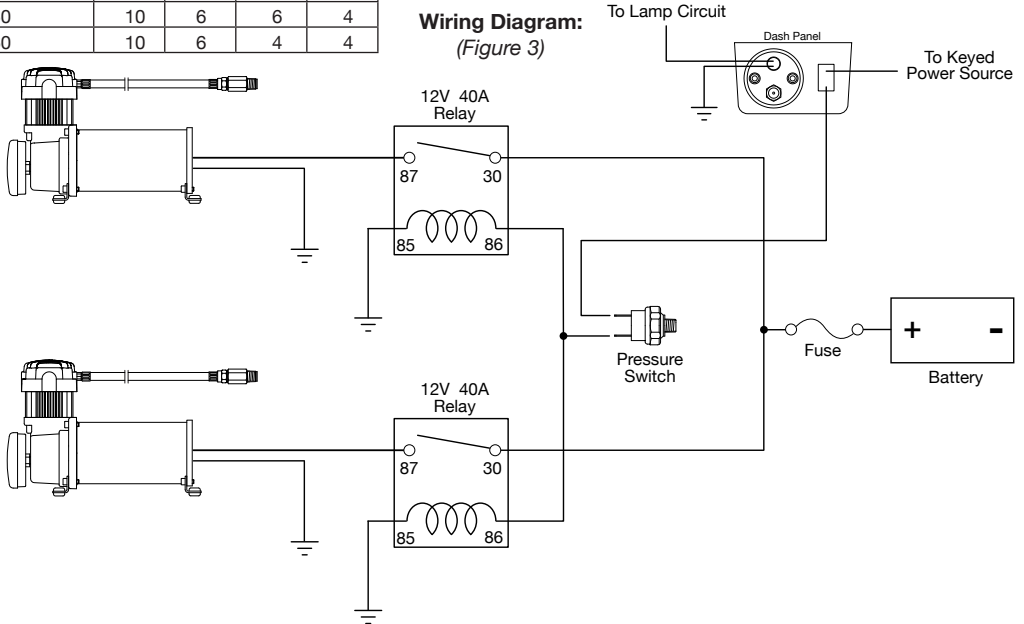 10 6 6 4
10 6 4 4
Wiring Diagram:
(Figure 3)
To Lamp Circuit
Dash Panel
To Keyed
Power Source
12V 40A
Relay
87 30
85 86
Pressure
Switch
Fuse
+ -
Battery
12V 40A
Relay
87 30
85 86